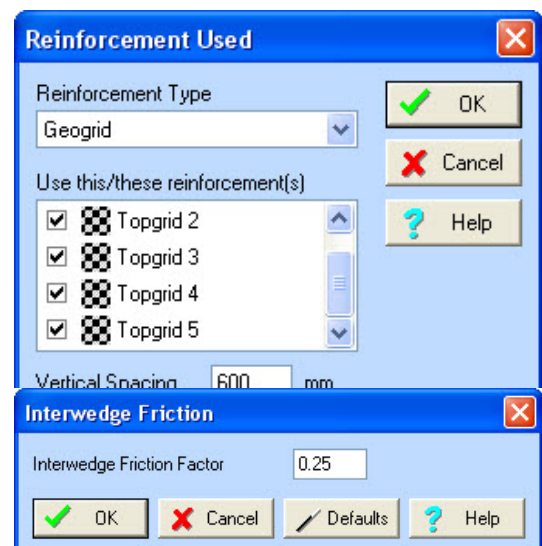 Reinforcement Used
Reinforcement Type
OK
Geogrid
Cancel
Use this/these reinforcement(s)
Topgrid 2
Help
Topgrid 3
Topgrid 4
Topgrid 5
Vertical Spacing 600 mm
Interwedge Friction
Interwedge Friction Factor 0.25
OK Cancel Defaults Help